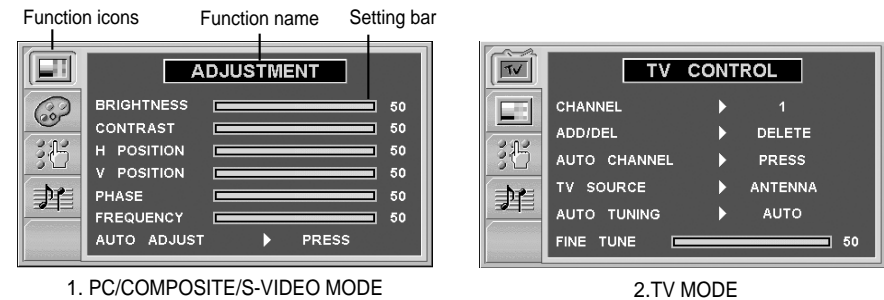 Function icons Function name Setting bar
ADJUSTMENT
BRIGHTNESS 50
CONTRAST 50
H POSITION 50
V POSITION 50
PHASE 50
FREQUENCY 50
AUTO ADJUST PRESS
1. PC/COMPOSITE/S-VIDEO MODE
TV
TV CONTROL
CHANNEL 1
ADD/DEL DELETE
AUTO CHANNEL PRESS
TV SOURCE ANTENNA
AUTO TUNING AUTO
FINE TUNE 50
2.TV MODE